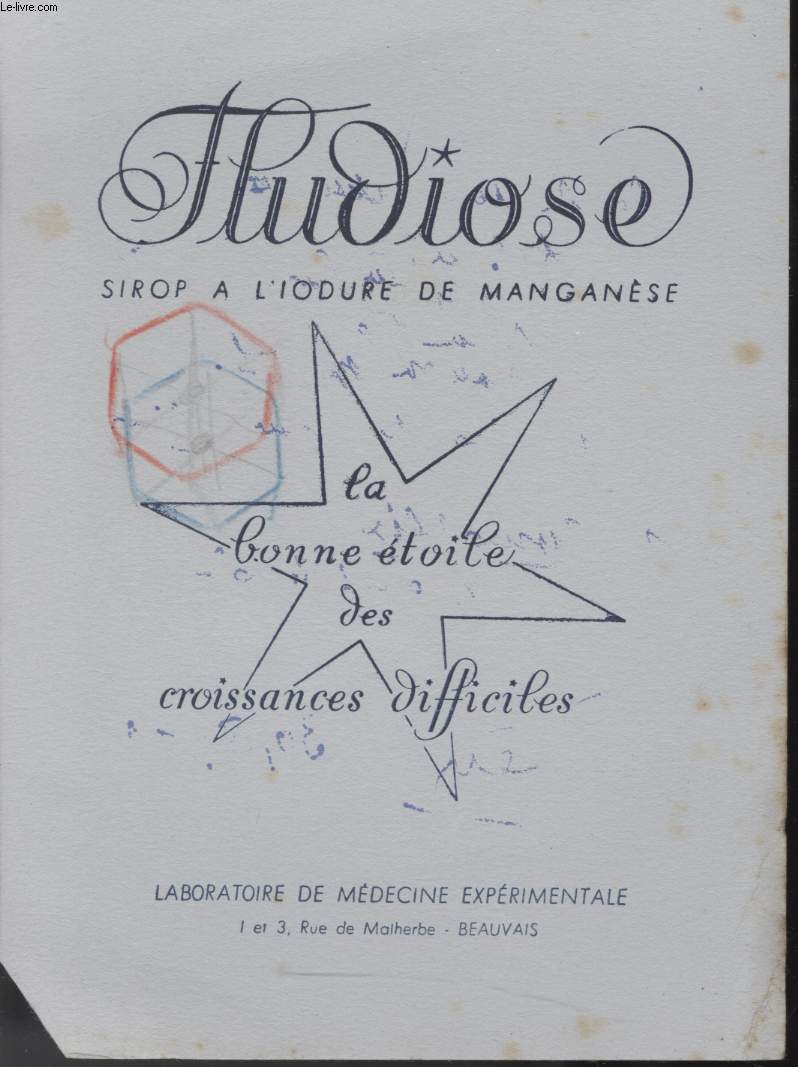 Le-livre.com
Fludiose
SIROP A L'IODURE DE MANGANÈSE
la
bonne étoile
des
croissances difficiles
LABORATOIRE DE MÉDECINE EXPÉRIMENTALE
1 et 3, Rue de Malherbe - BEAUVAIS